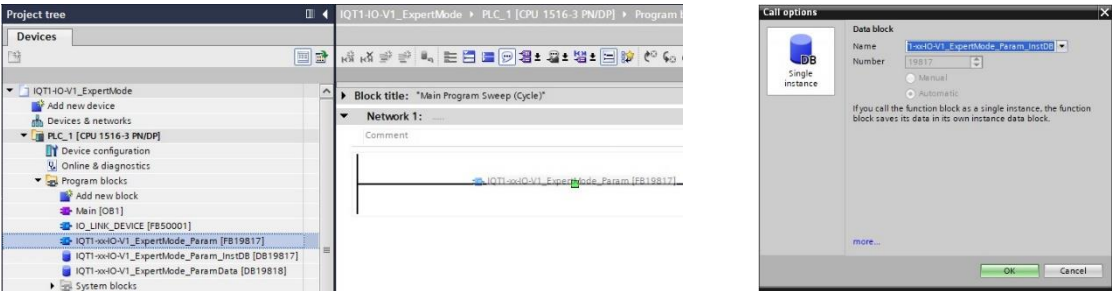 Project tree
Devices
IQT1-IO-V1_ExpertMode
Add new device
Devices & networks
PLC_1 [CPU 1516-3 PN/DP]
Device configuration
Online & diagnostics
Program blocks
Add new block
Main [OB1]
IO_LINK_DEVICE [FB50001]
IQT1-xx-IO-V1_ExpertMode_Param [FB19817]
IQT1-xx-IO-V1_ExpertMode_Param_InstDB [DB19817]
IQT1-xx-IO-V1_ExpertMode_ParamData [DB19818]
System blocks
IQT1-IO-V1_ExpertMode ▸ PLC_1 [CPU 1516-3 PN/DP] ▸ Program
Block title: "Main Program Sweep (Cycle)"
Network 1: .....
Comment
IQT1-xx-IO-V1_ExpertMode_Param [FB19817]
Call options
Data block
Name 1-xx-IO-V1_ExpertMode_Param_InstDB
Number 19817
Manual
Automatic
DB
Single
instance
If you call the function block as a single instance, the function
block saves its data in its own instance data block.
more...
OK Cancel